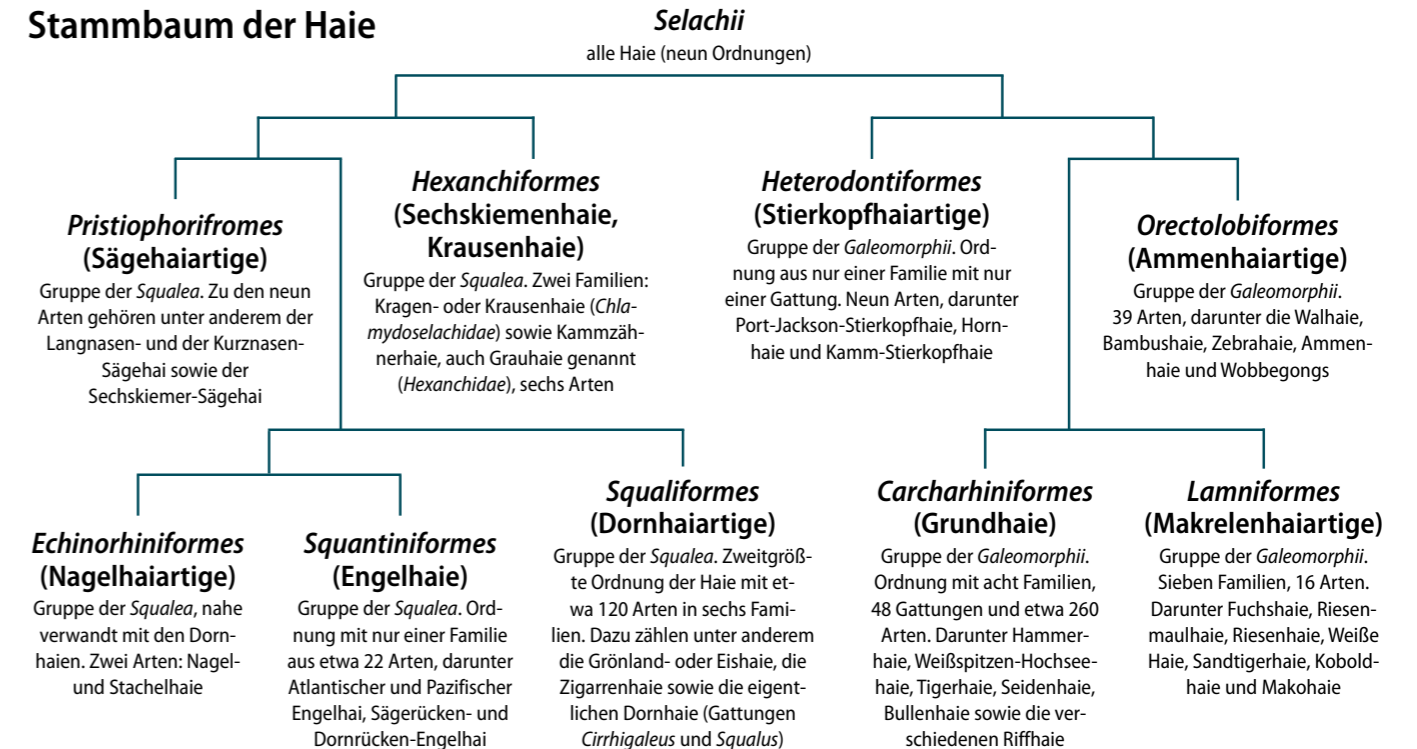 Stammbaum der Haie
Selachii
alle Haie (neun Ordnungen)
Pristiophorifromes
(Sägehaiartige)
Gruppe der Squalea. Zu den neun
Arten gehören unter anderem der
Langnasen- und der Kurznasen-
Sägehai sowie der
Sechskiemer-Sägehai
Hexanchiformes
(Sechskiemenhaie,
Krausenhaie)
Gruppe der Squalea. Zwei Familien:
Kragen- oder Krausenhaie (Chla-
mydoselachidae) sowie Kammzäh-
nerhaie, auch Grauhaie genannt
(Hexanchidae), sechs Arten
Heterodontiformes
(Stierkopfhaiartige)
Gruppe der Galeomorphii. Ord-
nung aus nur einer Familie mit nur
einer Gattung. Neun Arten, darunter
Port-Jackson-Stierkopfhaie, Horn-
haie und Kamm-Stierkopfhaie
Orectolobiformes
(Ammenhaiartige)
Gruppe der Galeomorphii.
39 Arten, darunter die Walhaie,
Bambushaie, Zebrahaie, Ammen-
haie und Wobbegongs
Echinorhiniformes
(Nagelhaiartige)
Gruppe der Squalea, nahe
verwandt mit den Dorn-
haien. Zwei Arten: Nagel-
und Stachelhaie
Squantiniformes
(Engelhaie)
Gruppe der Squalea. Ord-
nung mit nur einer Familie
aus etwa 22 Arten, darunter
Atlantischer und Pazifischer
Engelhai, Sägerücken- und
Dornrücken-Engelhai
Squaliformes
(Dornhaiartige)
Gruppe der Squalea. Zweitgröß-
te Ordnung der Haie mit et-
wa 120 Arten in sechs Fami-
lien. Dazu zählen unter anderem
die Grönland- oder Eishaie, die
Zigarrenhaie sowie die eigent-
lichen Dornhaie (Gattungen
Cirrhigaleus und Squalus)
Carcharhiniformes
(Grundhaie)
Gruppe der Galeomorphii.
Ordnung mit acht Familien,
48 Gattungen und etwa 260
Arten. Darunter Hammer-
haie, Weißspitzen-Hochsee-
haie, Tigerhaie, Seidenhaie,
Bullenhaie sowie die ver-
schiedenen Riffhaie
Lamniformes
(Makrelenhaiartige)
Gruppe der Galeomorphii.
Sieben Familien, 16 Arten.
Darunter Fuchshaie, Riesen-
maulhaie, Riesenhaie, Weiße
Haie, Sandtigerhaie, Kobold-
haie und Makohaie